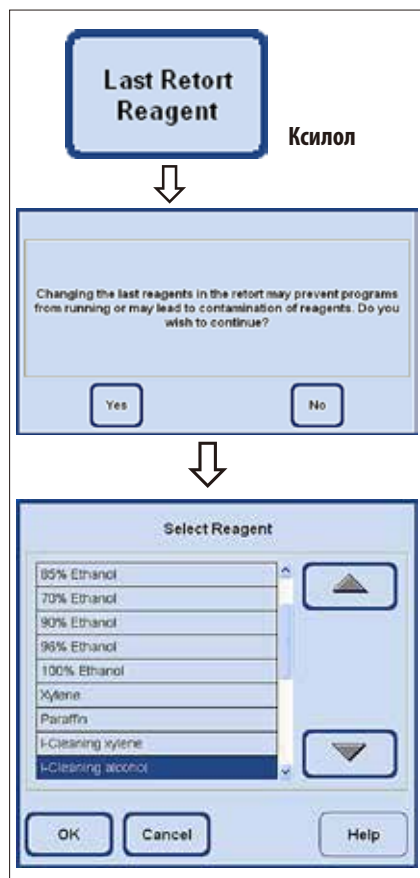 Last Retort
Reagent
Ксилол
Changing the last reagents in the retort may prevent programs
from running or may lead to contamination of reagents. Do you
wish to continue?
Yes
No
Select Reagent
85% Ethanol
70% Ethanol
90% Ethanol
96% Ethanol
100% Ethanol
Xylene
Paraffin
I-Cleaning xylene
I-Cleaning alcohol
OK
Cancel
Help